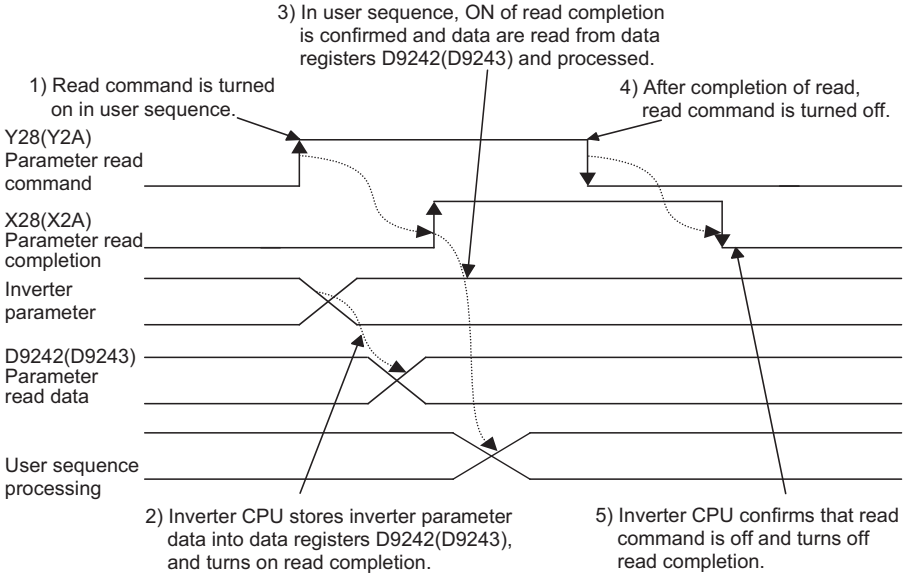 3) In user sequence, ON of read completion
is confirmed and data are read from data
registers D9242(D9243) and processed.
1) Read command is turned
on in user sequence.
4) After completion of read,
read command is turned off.
Y28(Y2A)
Parameter read
command
X28(X2A)
Parameter read
completion
Inverter
parameter
D9242(D9243)
Parameter
read data
User sequence
processing
2) Inverter CPU stores inverter parameter
data into data registers D9242(D9243),
and turns on read completion.
5) Inverter CPU confirms that read
command is off and turns off
read completion.